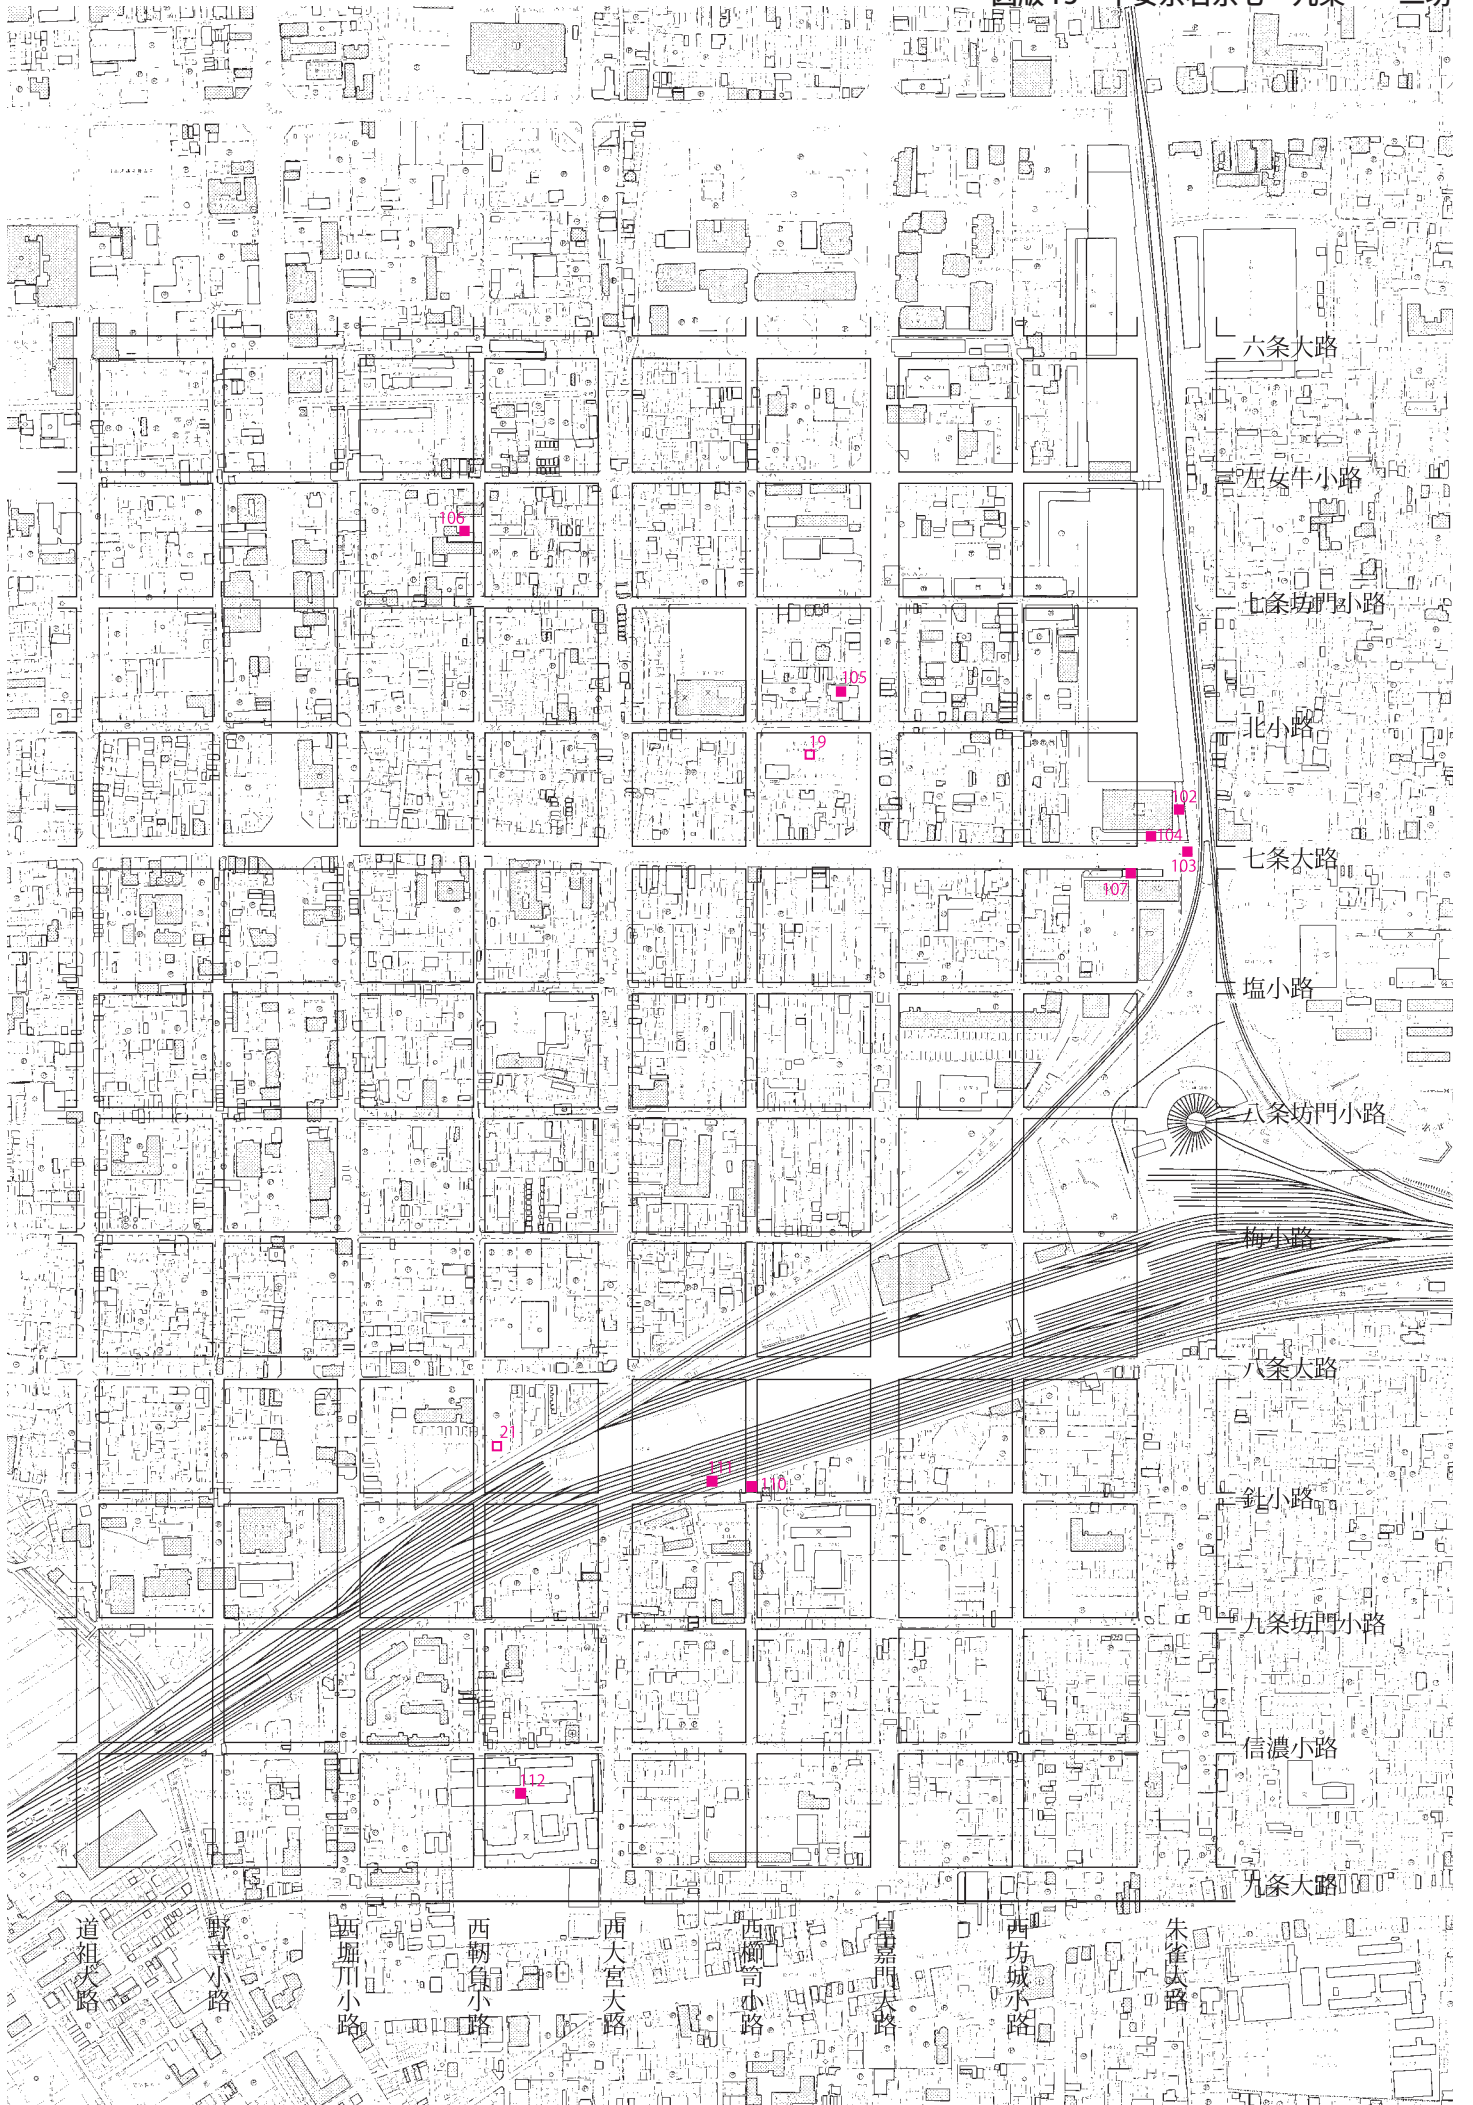 六条大路
左女牛小路
106
七条坊門小路
105
北小路
19
102
104
103
七条大路
107
塩小路
八条坊門小路
梅小路
八条大路
21
111
110
針小路
九条坊門小路
信濃小路
112
九条大路
道祖大路
野寺小路
西堀川小路
西靭負小路
西大宮大路
西櫛笥小路
皇嘉門大路
西坊城小路
朱雀大路